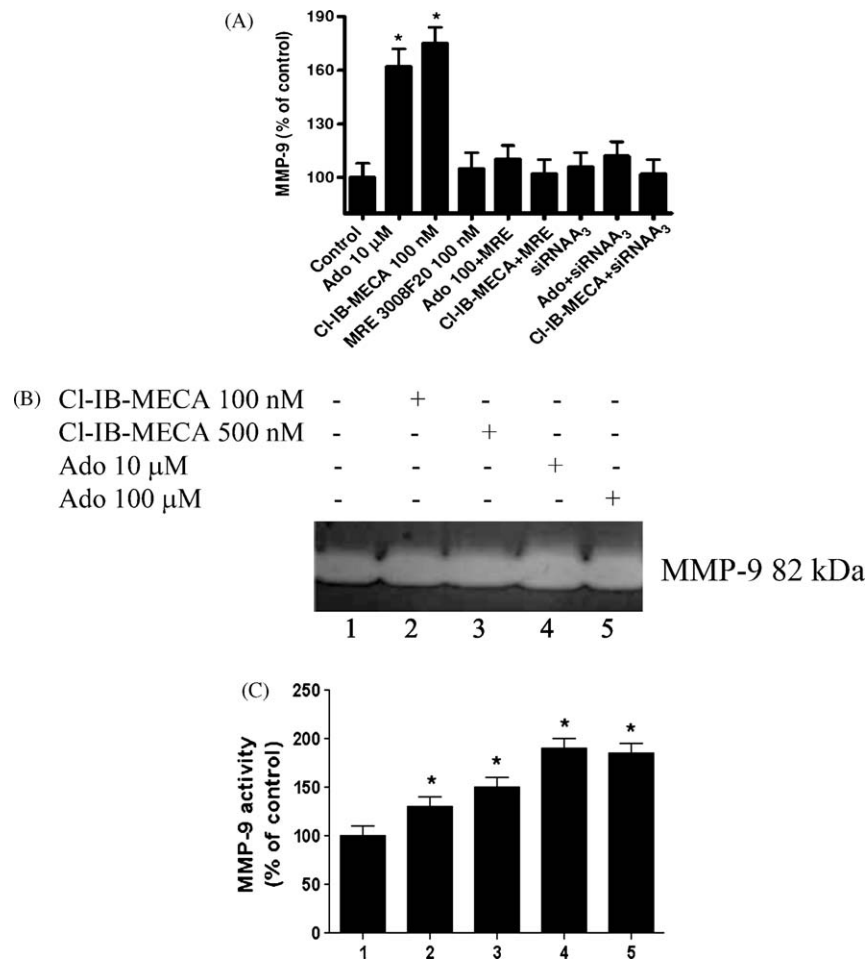 (A)
MMP-9 (% of control)
190
160
130
100
*
*
Control
Ado 10 μM
Cl-IB-MECA 100 nM
MRE 3008F20 100 nM
Ado 100+MRE
Cl-IB-MECA+MRE
siRNAA₃
Ado+siRNAA₃
Cl-IB-MECA+siRNAA₃
(B)
Cl-IB-MECA 100 nM - + - - -
Cl-IB-MECA 500 nM - - + - -
Ado 10 μM - - - + -
Ado 100 μM - - - - +
MMP-9 82 kDa
1 2 3 4 5
(C)
MMP-9 activity
(% of control)
250
200
150
100
50
0
* * * *
1 2 3 4 5